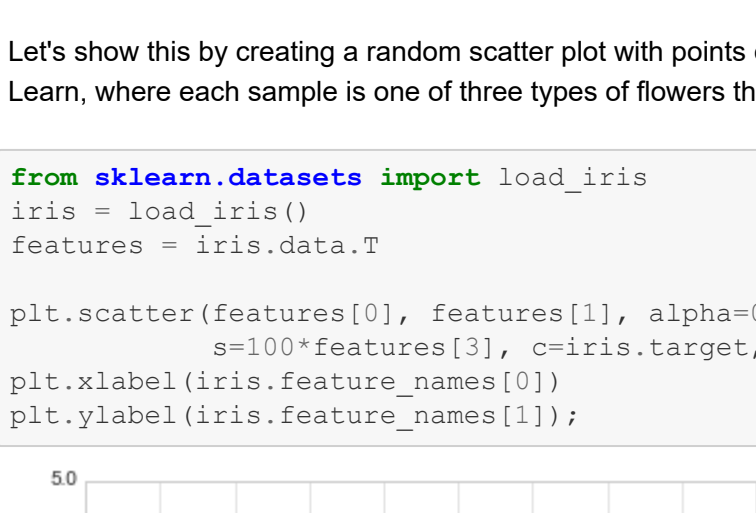 Let's show this by creating a random scatter plot with points
Learn, where each sample is one of three types of flowers th
from sklearn.datasets import load_iris
iris = load_iris()
features = iris.data.T
plt.scatter(features[0], features[1], alpha=0
s=100*features[3], c=iris.target,
plt.xlabel(iris.feature_names[0])
plt.ylabel(iris.feature_names[1]);
5.0